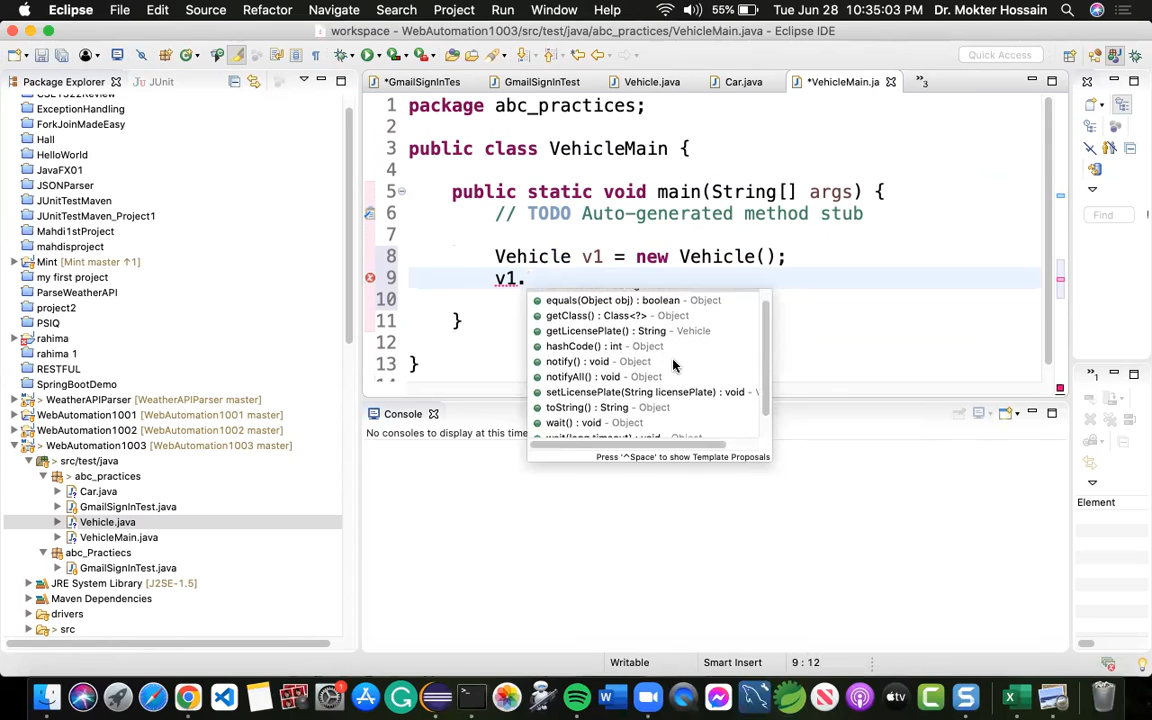 Eclipse File Edit Source Refactor Navigate Search Project Run Window Help 55% Tue Jun 28 10:35:03 PM Dr. Mokter Hossain
workspace - WebAutomation1003/src/test/java/abc_practices/VehicleMain.java - Eclipse IDE
Quick Access
Package Explorer JUnit
ExceptionHandling
ForkJoinMadeEasy
Hall
HelloWorld
JavaFX01
JSONParser
JUnitTestMaven
JUnitTestMaven_Project1
Mahdi1stProject
mahdisproject
Mint [master ↑1]
my first project
ParseWeatherAPI
project2
PSIQ
rahima
rahima 1
RESTFUL
SpringBootDemo
> WeatherAPIParser [WeatherAPIParser master]
WebAutomation1001 [WebAutomation1001 master]
WebAutomation1002 [WebAutomation1002 master]
> WebAutomation1003 [WebAutomation1003 master]
> src/test/java
> abc_practices
Car.java
GmailSignInTest.java
Vehicle.java
VehicleMain.java
abc_Practiecs
GmailSignInTest.java
JRE System Library [J2SE-1.5]
Maven Dependencies
drivers
> src
*GmailSignInTes GmailSignInTest Vehicle.java Car.java *VehicleMain.ja »3
1 package abc_practices;
2
3 public class VehicleMain {
4
5 public static void main(String[] args) {
6 // TODO Auto-generated method stub
7
8 Vehicle v1 = new Vehicle();
9 v1.
10
11 }
12
13 }
equals(Object obj) : boolean - Object
getClass() : Class<?> - Object
getLicensePlate() : String - Vehicle
hashCode() : int - Object
notify() : void - Object
notifyAll() : void - Object
setLicensePlate(String licensePlate) : void - V
toString() : String - Object
wait() : void - Object
wait(long timeout) : void - Object
Press '^Space' to show Template Proposals
Console
No consoles to display at this time
Find
Element
Writable Smart Insert 9 : 12